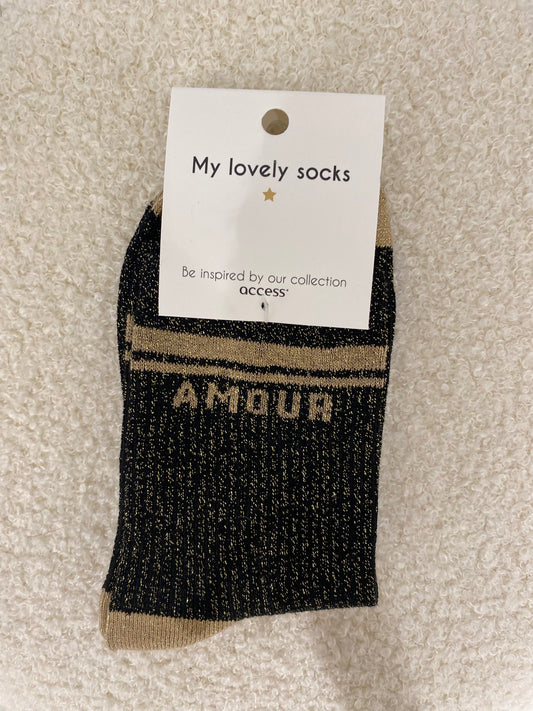 My lovely socks
Be inspired by our collection
access+
AMOUR